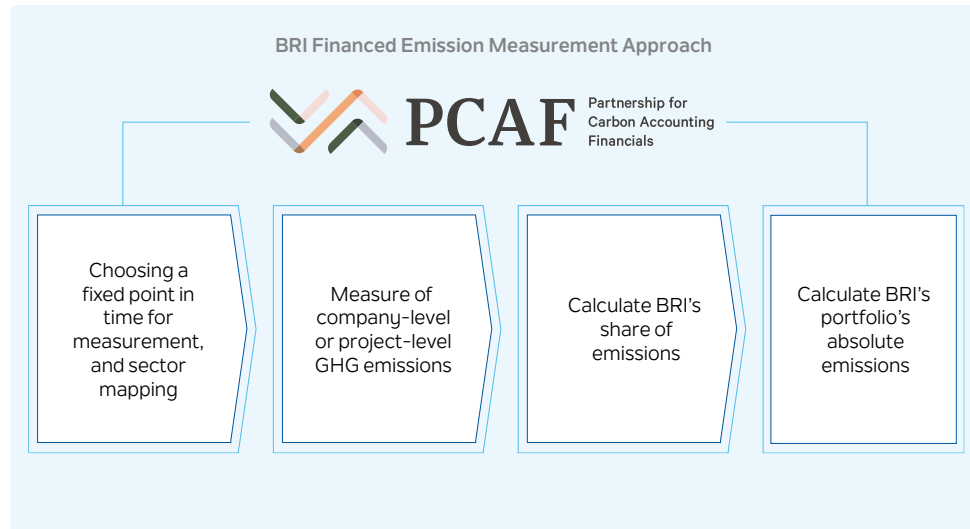 BRI Financed Emission Measurement Approach
PCAF
Partnership for
Carbon Accounting
Financials
Choosing a
fixed point in
time for
measurement,
and sector
mapping
Measure of
company-level
or project-level
GHG emissions
Calculate BRI's
share of
emissions
Calculate BRI's
portfolio's
absolute
emissions